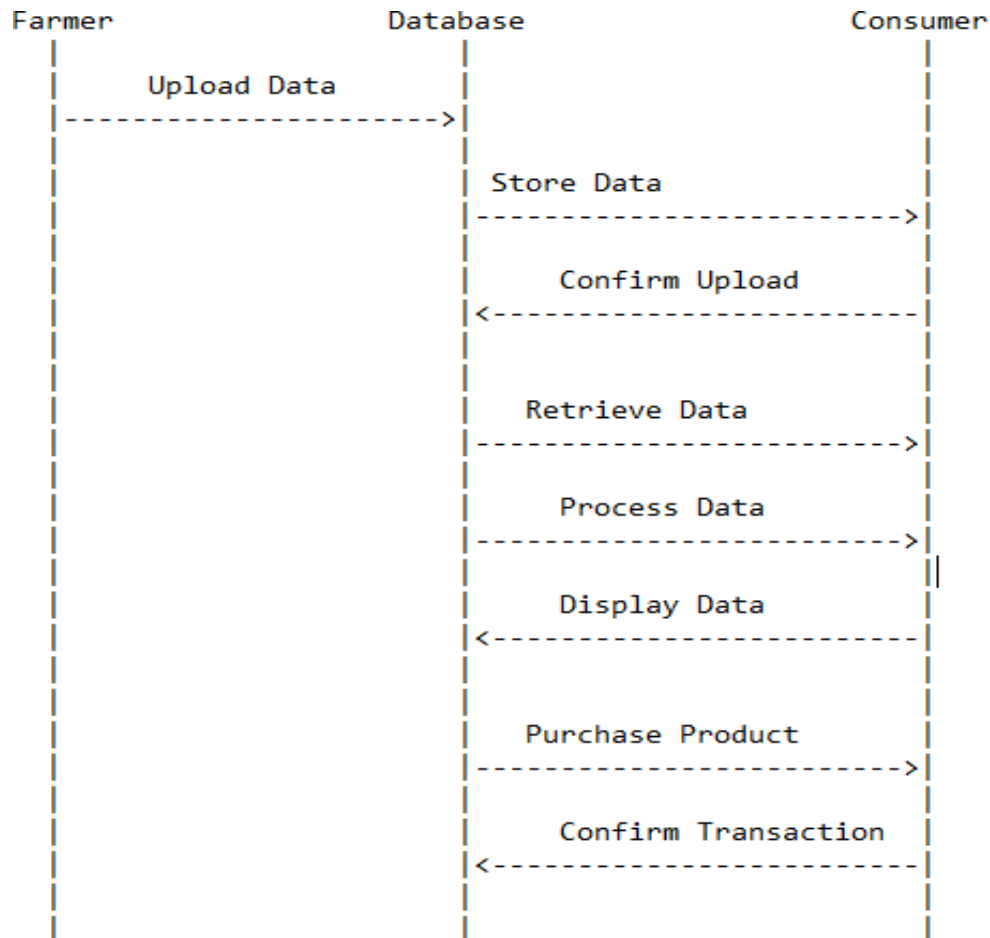 Farmer Database Consumer
Upload Data
Store Data
Confirm Upload
Retrieve Data
Process Data
Display Data
Purchase Product
Confirm Transaction